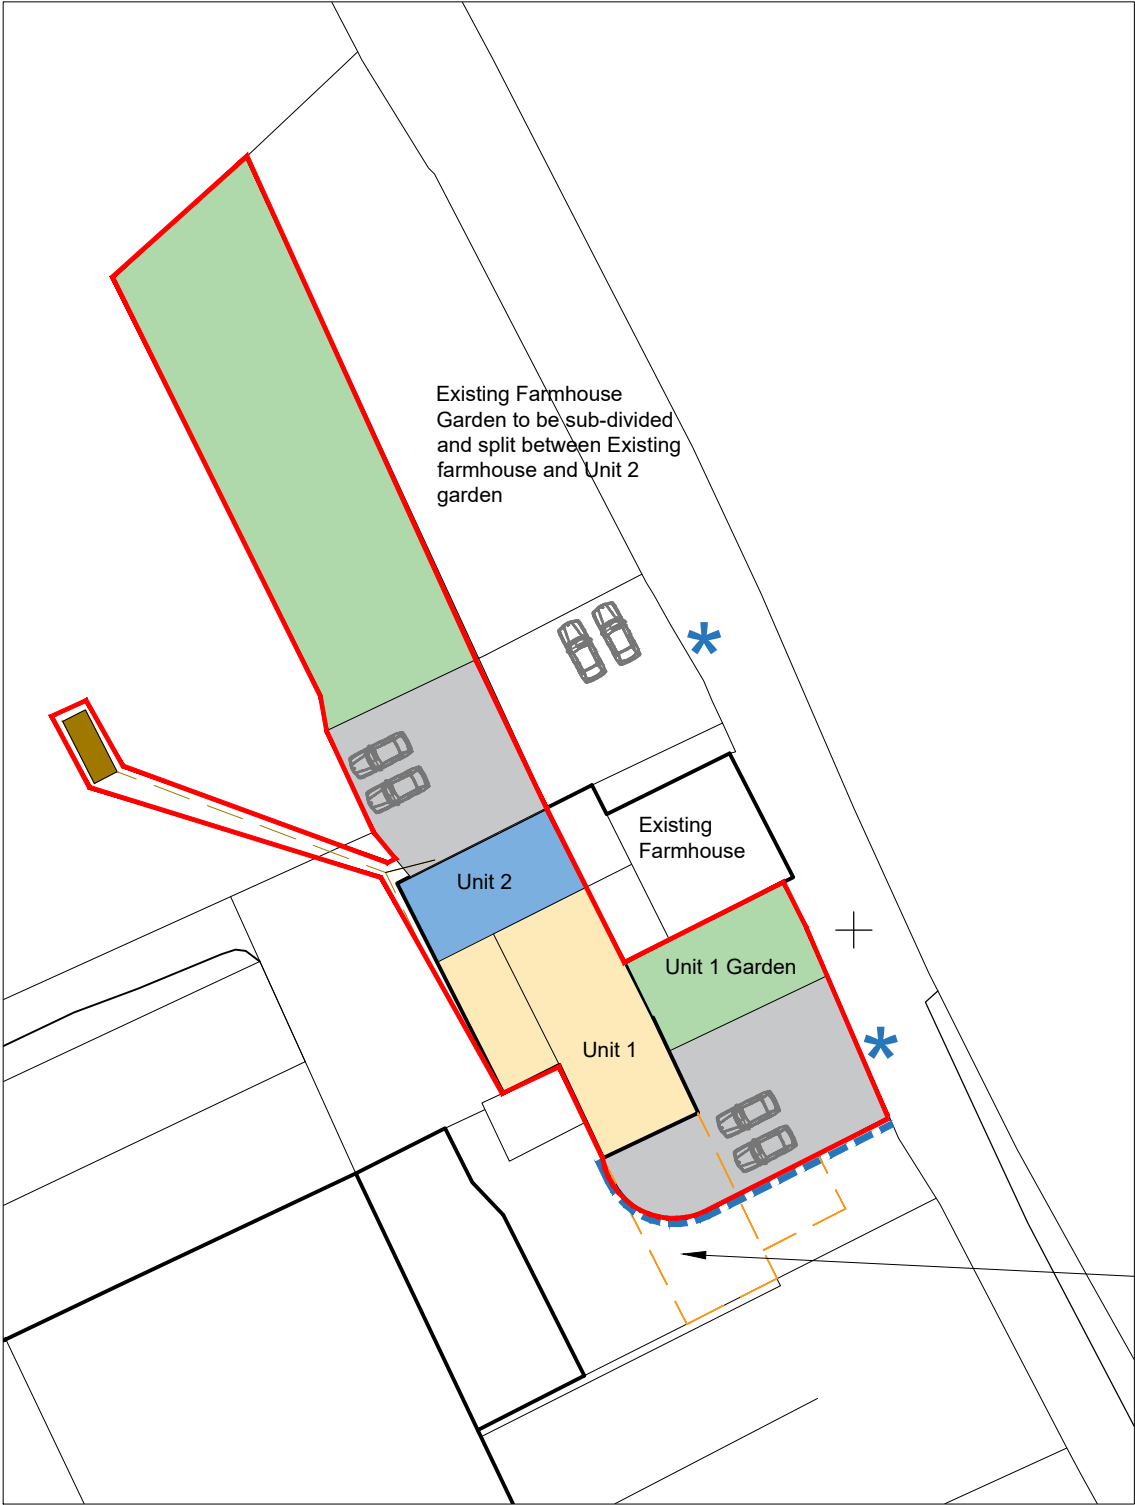 Existing Farmhouse
Garden to be sub-divided
and split between Existing
farmhouse and Unit 2
garden
Existing
Farmhouse
Unit 2
Unit 1 Garden
Unit 1